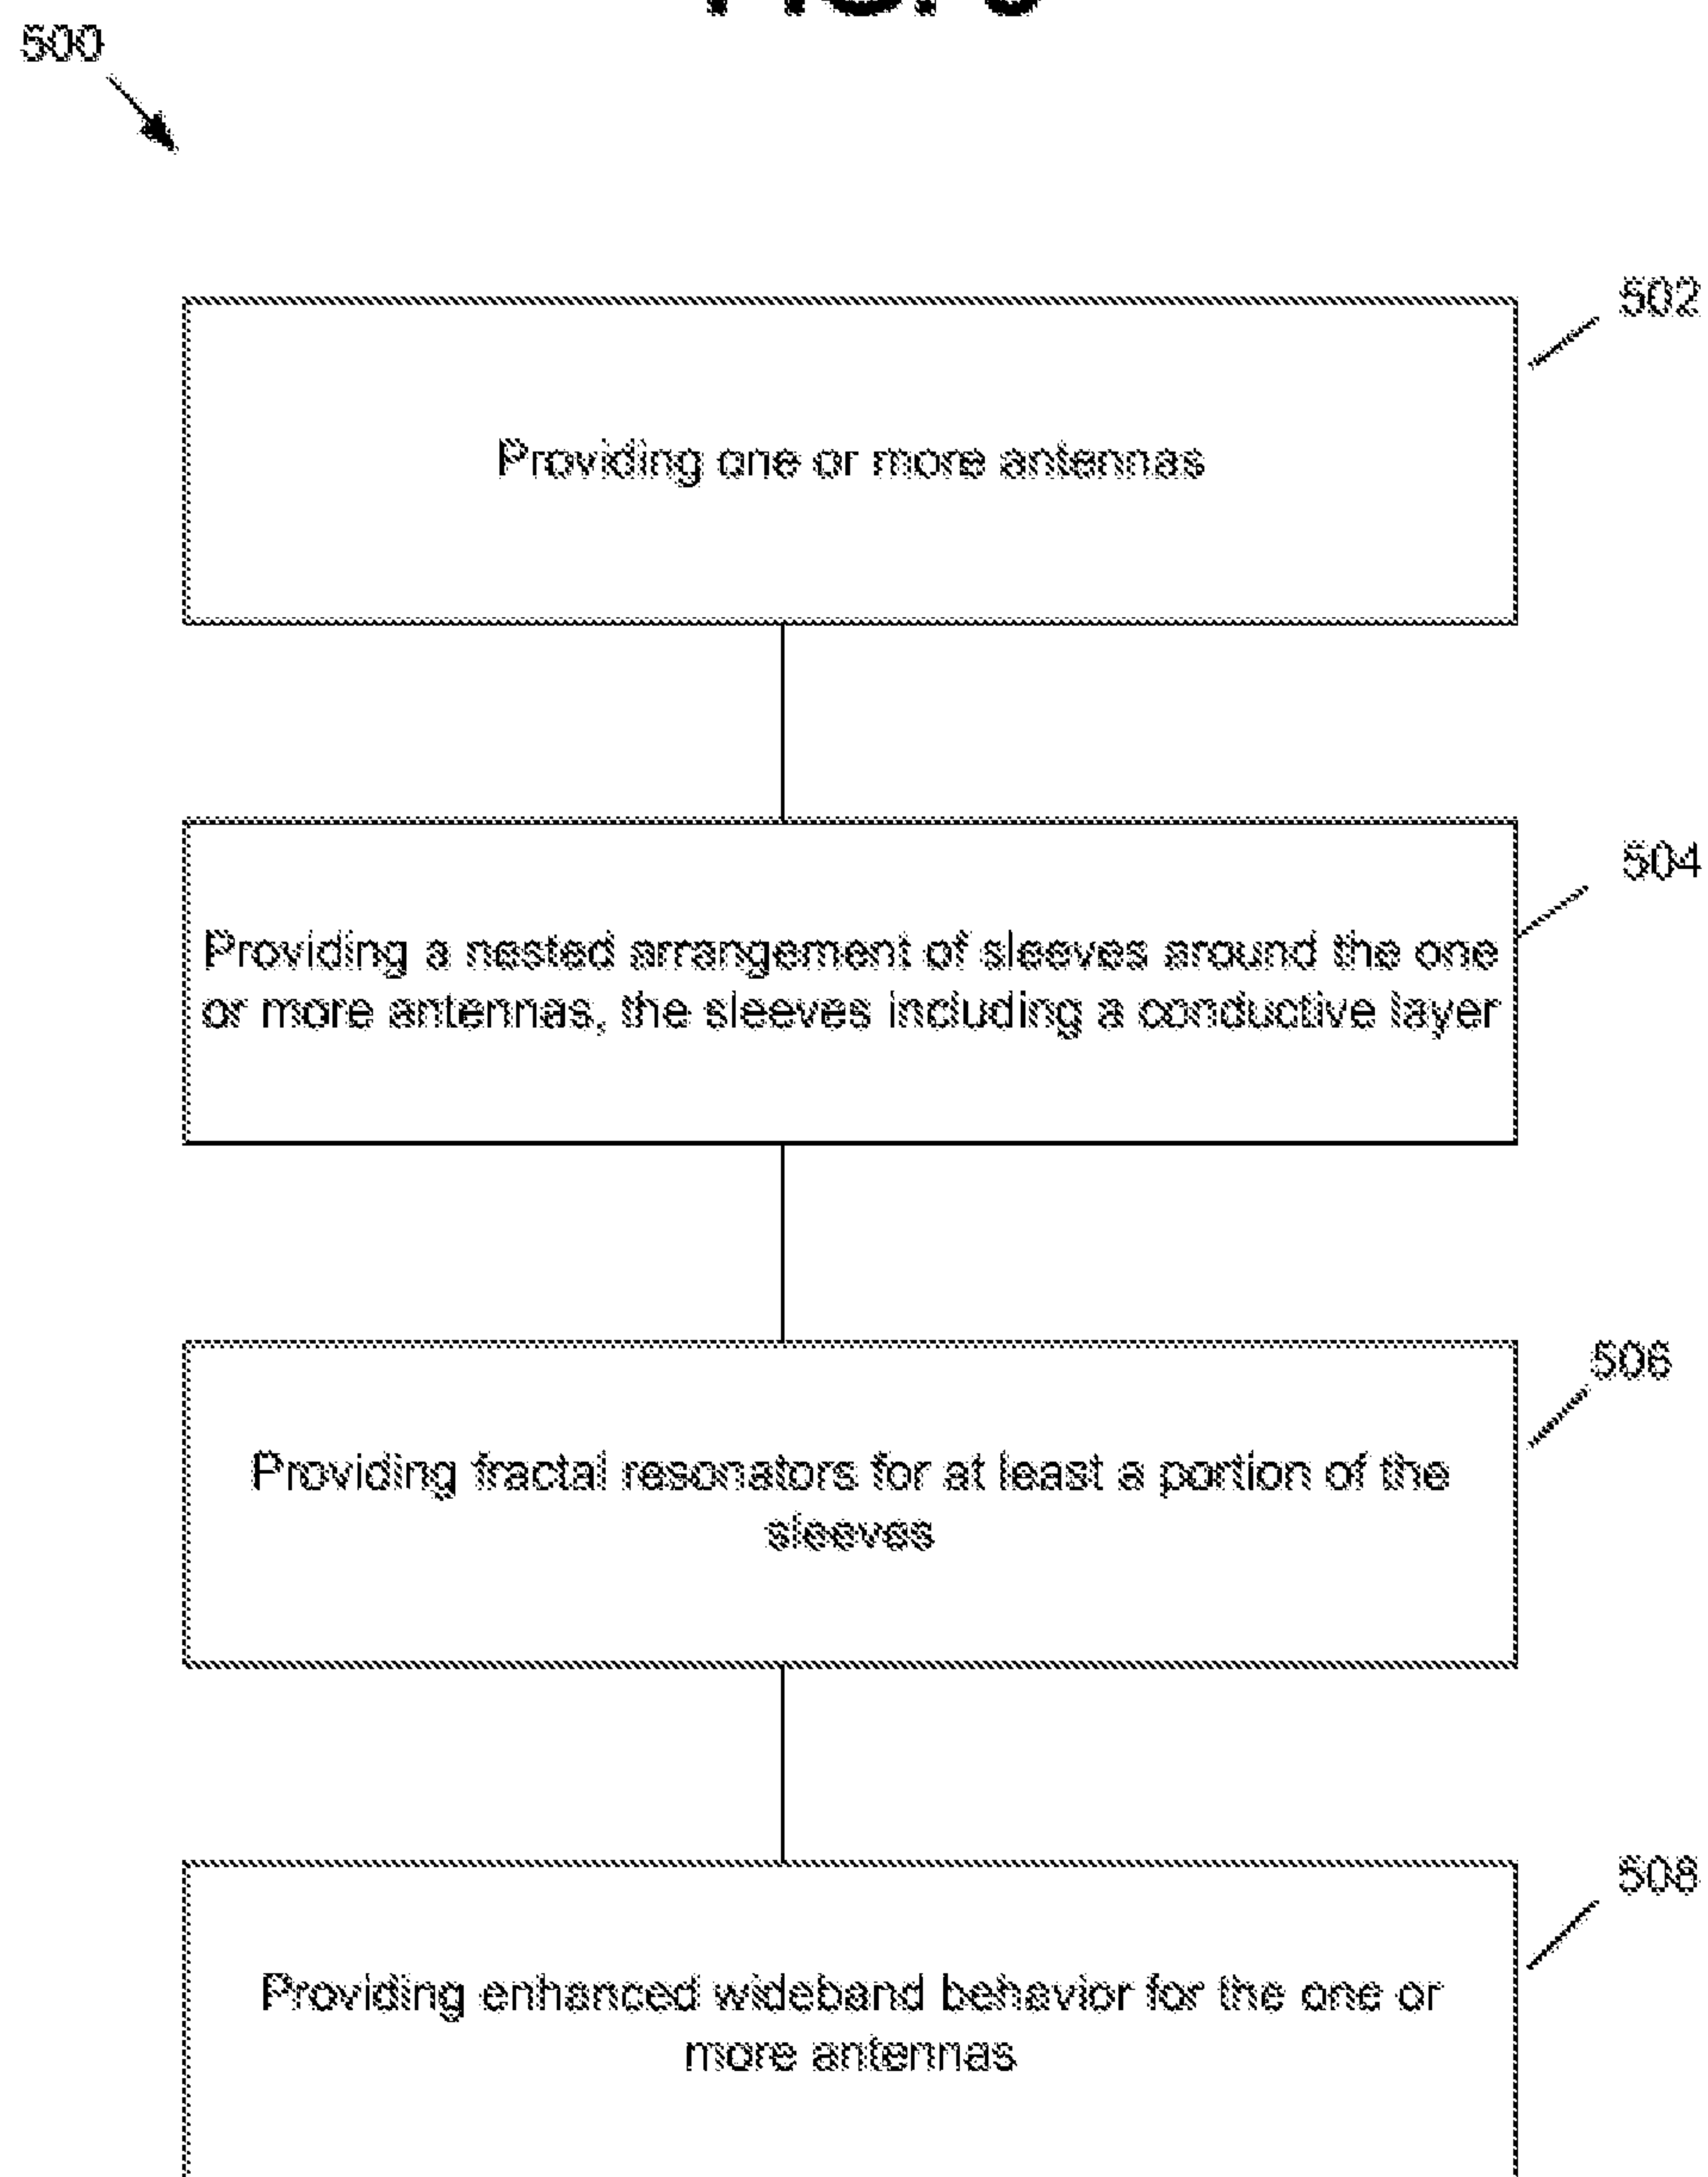 500
502
Providing one or more antennas
504
Providing a nested arrangement of sleeves around the one
or more antennas, the sleeves including a conductive layer
506
Providing fractal resonators for at least a portion of the
sleeves
508
Providing enhanced wideband behavior for the one or
more antennas